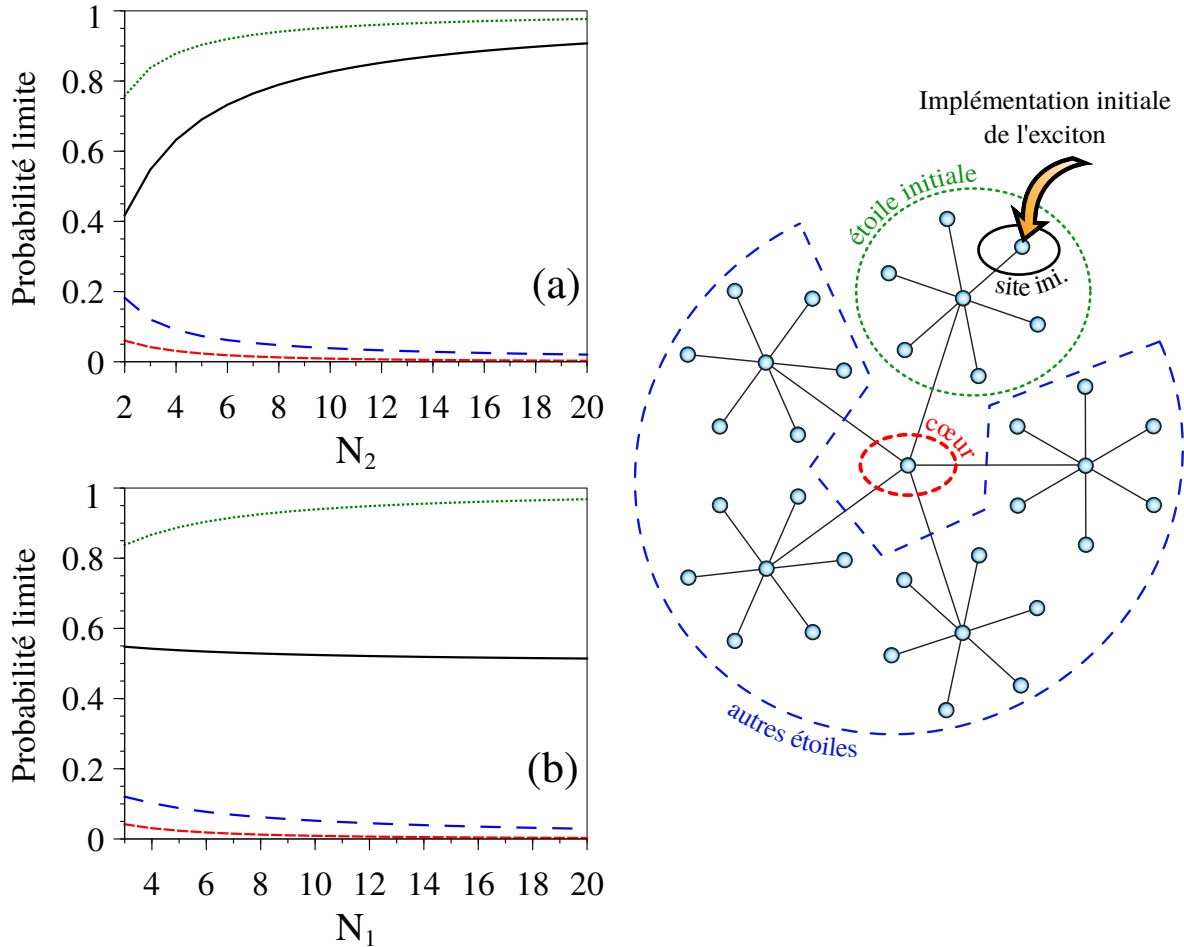 1
0.8
0.6
0.4
0.2
0
Probabilité limite
(a)
2 4 6 8 10 12 14 16 18 20
N2
1
0.8
0.6
0.4
0.2
0
Probabilité limite
(b)
4 6 8 10 12 14 16 18 20
N1
Implémentation initiale
de l'exciton
étoile initiale
site ini.
cœur
autres étoiles